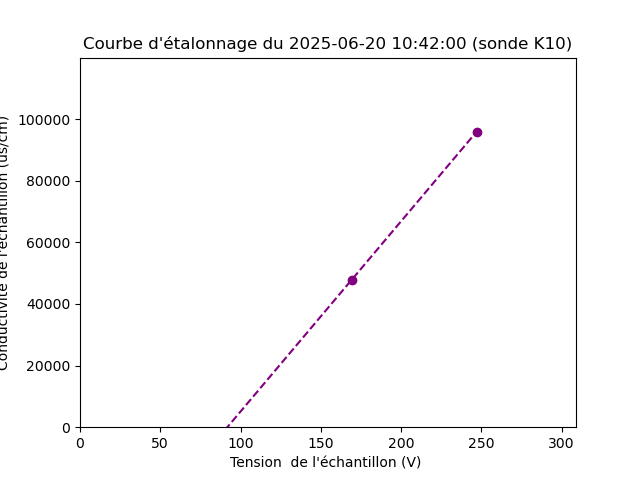 Courbe d'étalonnage du 2025-06-20 10:42:00 (sonde K10)
Conductivité de l'échantillon (us/cm)
100000
80000
60000
40000
20000
0
0 50 100 150 200 250 300
Tension  de l'échantillon (V)